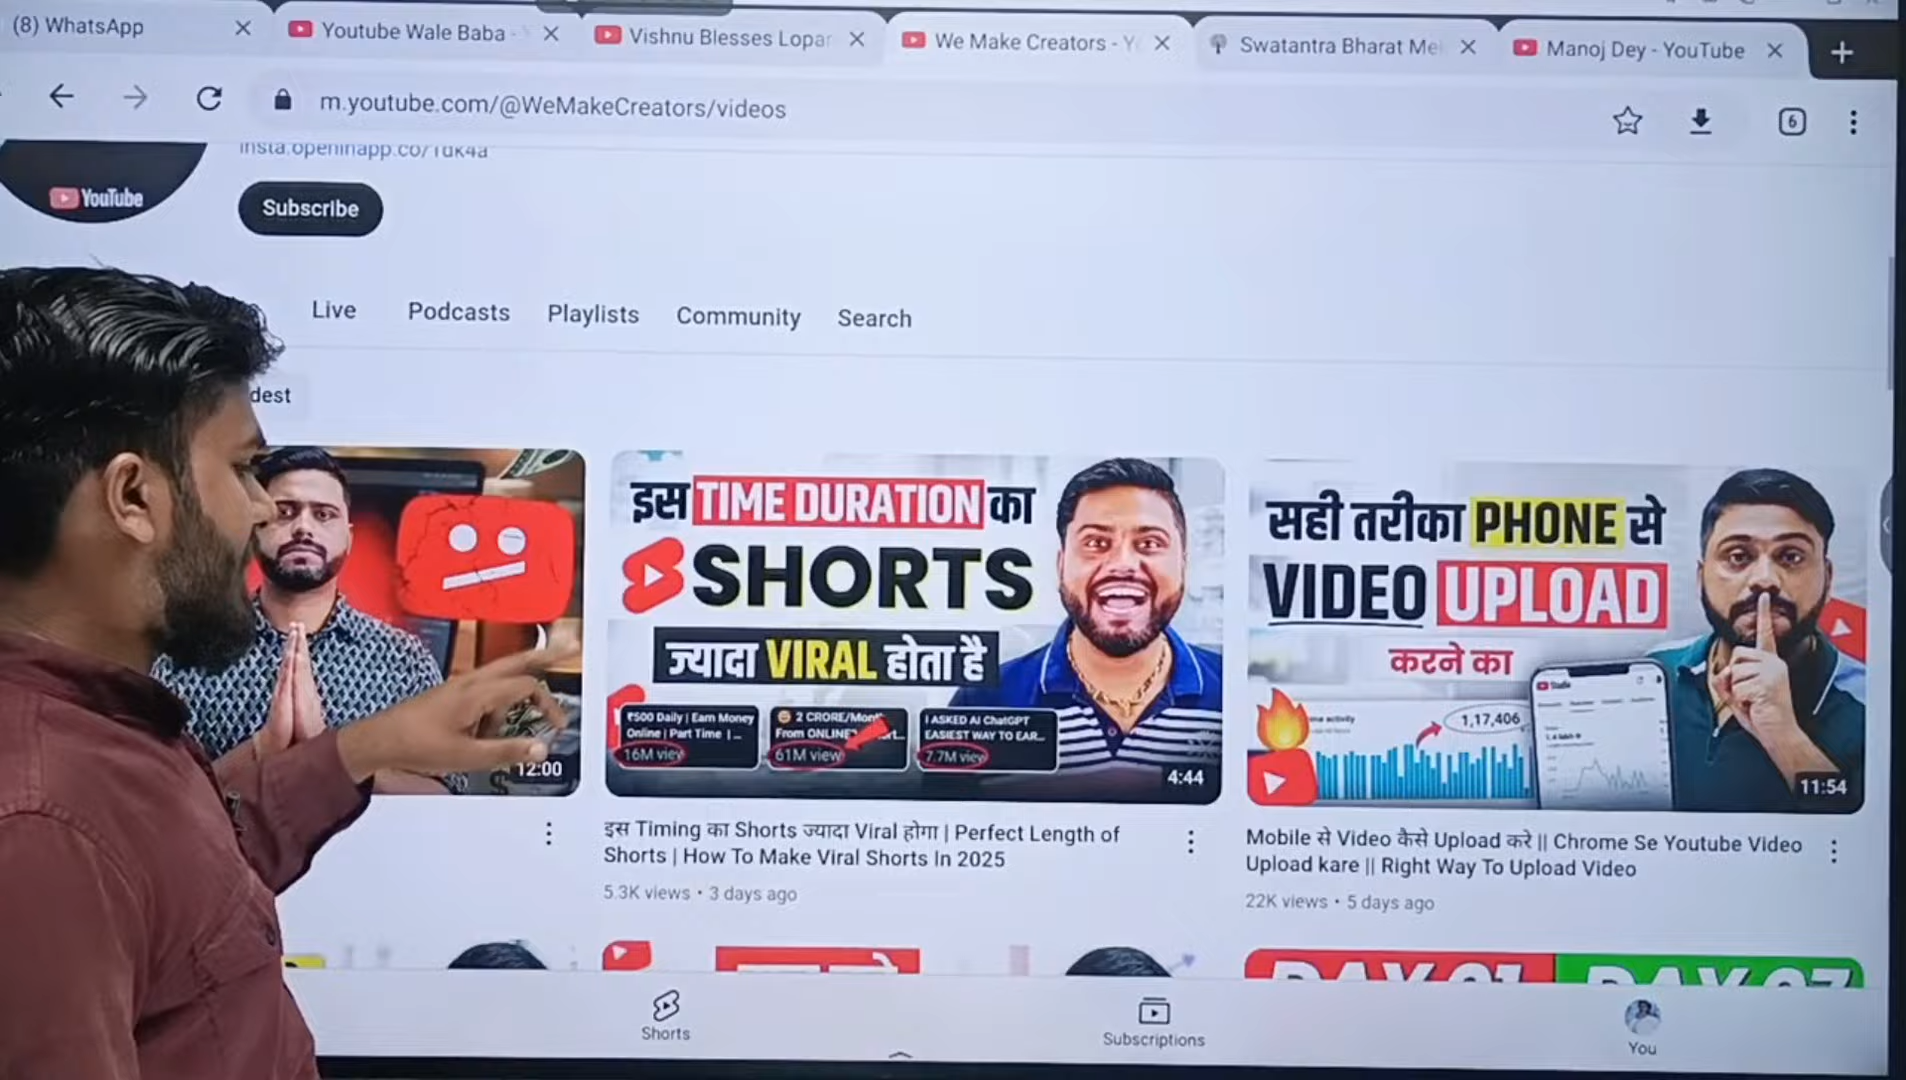 (8) WhatsApp
Youtube Wale Baba -
Vishnu Blesses Lopar
We Make Creators - Y
Swatantra Bharat Me
Manoj Dey - YouTube
m.youtube.com/@WeMakeCreators/videos
6
YouTube
Subscribe
Live Podcasts Playlists Community Search
dest
12:00
इस TIME DURATION का
SHORTS
ज्यादा VIRAL होता है
₹500 Daily | Earn Money
Online | Part Time | ...
16M view
2 CRORE/Mont
From ONLINE
61M view
I ASKED AI ChatGPT
EASIEST WAY TO EAR...
7.7M view
4:44
सही तरीका PHONE से
VIDEO UPLOAD
करने का
1,17,406
Studio
11:54
इस Timing का Shorts ज्यादा Viral होगा | Perfect Length of
Shorts | How To Make Viral Shorts In 2025
5.3K views • 3 days ago
Mobile से Video कैसे Upload करे || Chrome Se Youtube Video
Upload kare || Right Way To Upload Video
22K views • 5 days ago
Shorts
Subscriptions
You